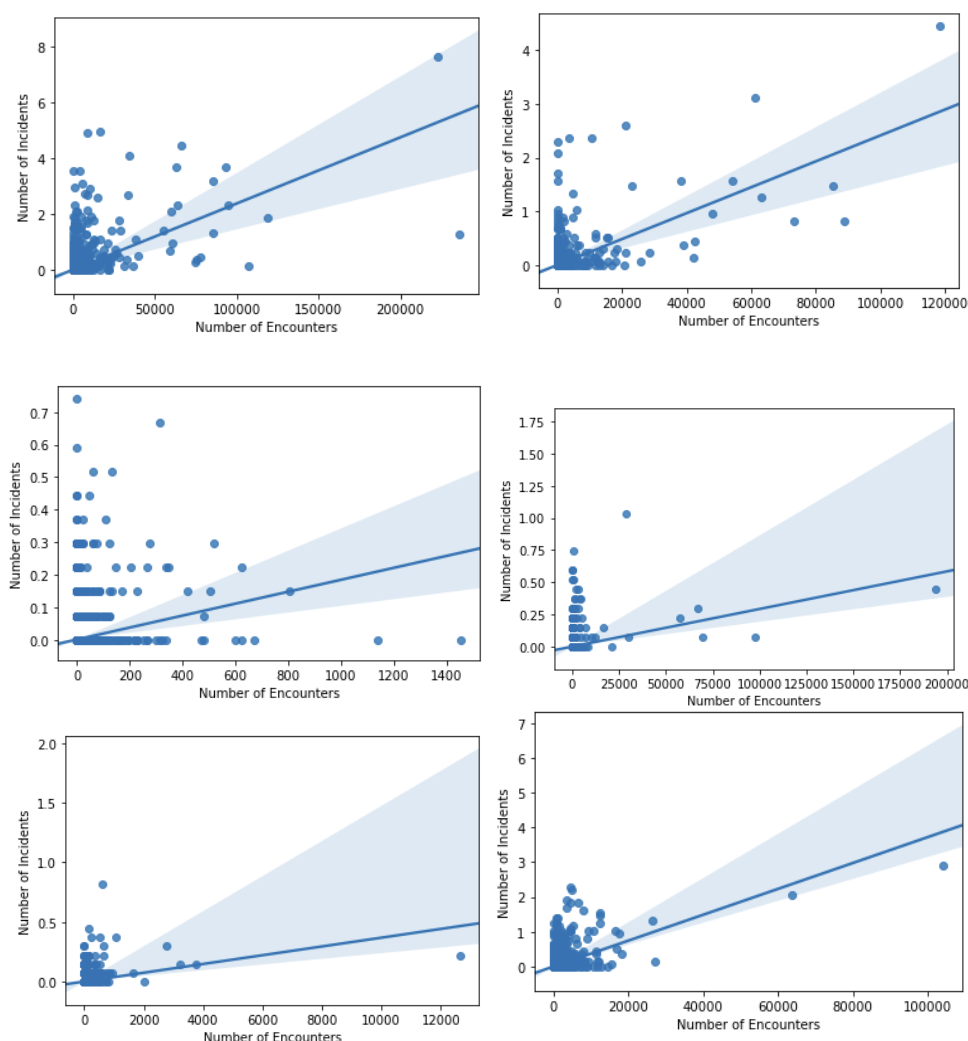 8
6
4
2
0
Number of Incidents
0 50000 100000 150000 200000
Number of Encounters
4
3
2
1
0
Number of Incidents
0 20000 40000 60000 80000 100000 120000
Number of Encounters
0.7
0.6
0.5
0.4
0.3
0.2
0.1
0.0
Number of Incidents
0 200 400 600 800 1000 1200 1400
Number of Encounters
1.75
1.50
1.25
1.00
0.75
0.50
0.25
0.00
Number of Incidents
0 25000 50000 75000 100000 125000 150000 175000 200000
Number of Encounters
2.0
1.5
1.0
0.5
0.0
Number of Incidents
0 2000 4000 6000 8000 10000 12000
Number of Encounters
7
6
5
4
3
2
1
0
Number of Incidents
0 20000 40000 60000 80000 100000
Number of Encounters